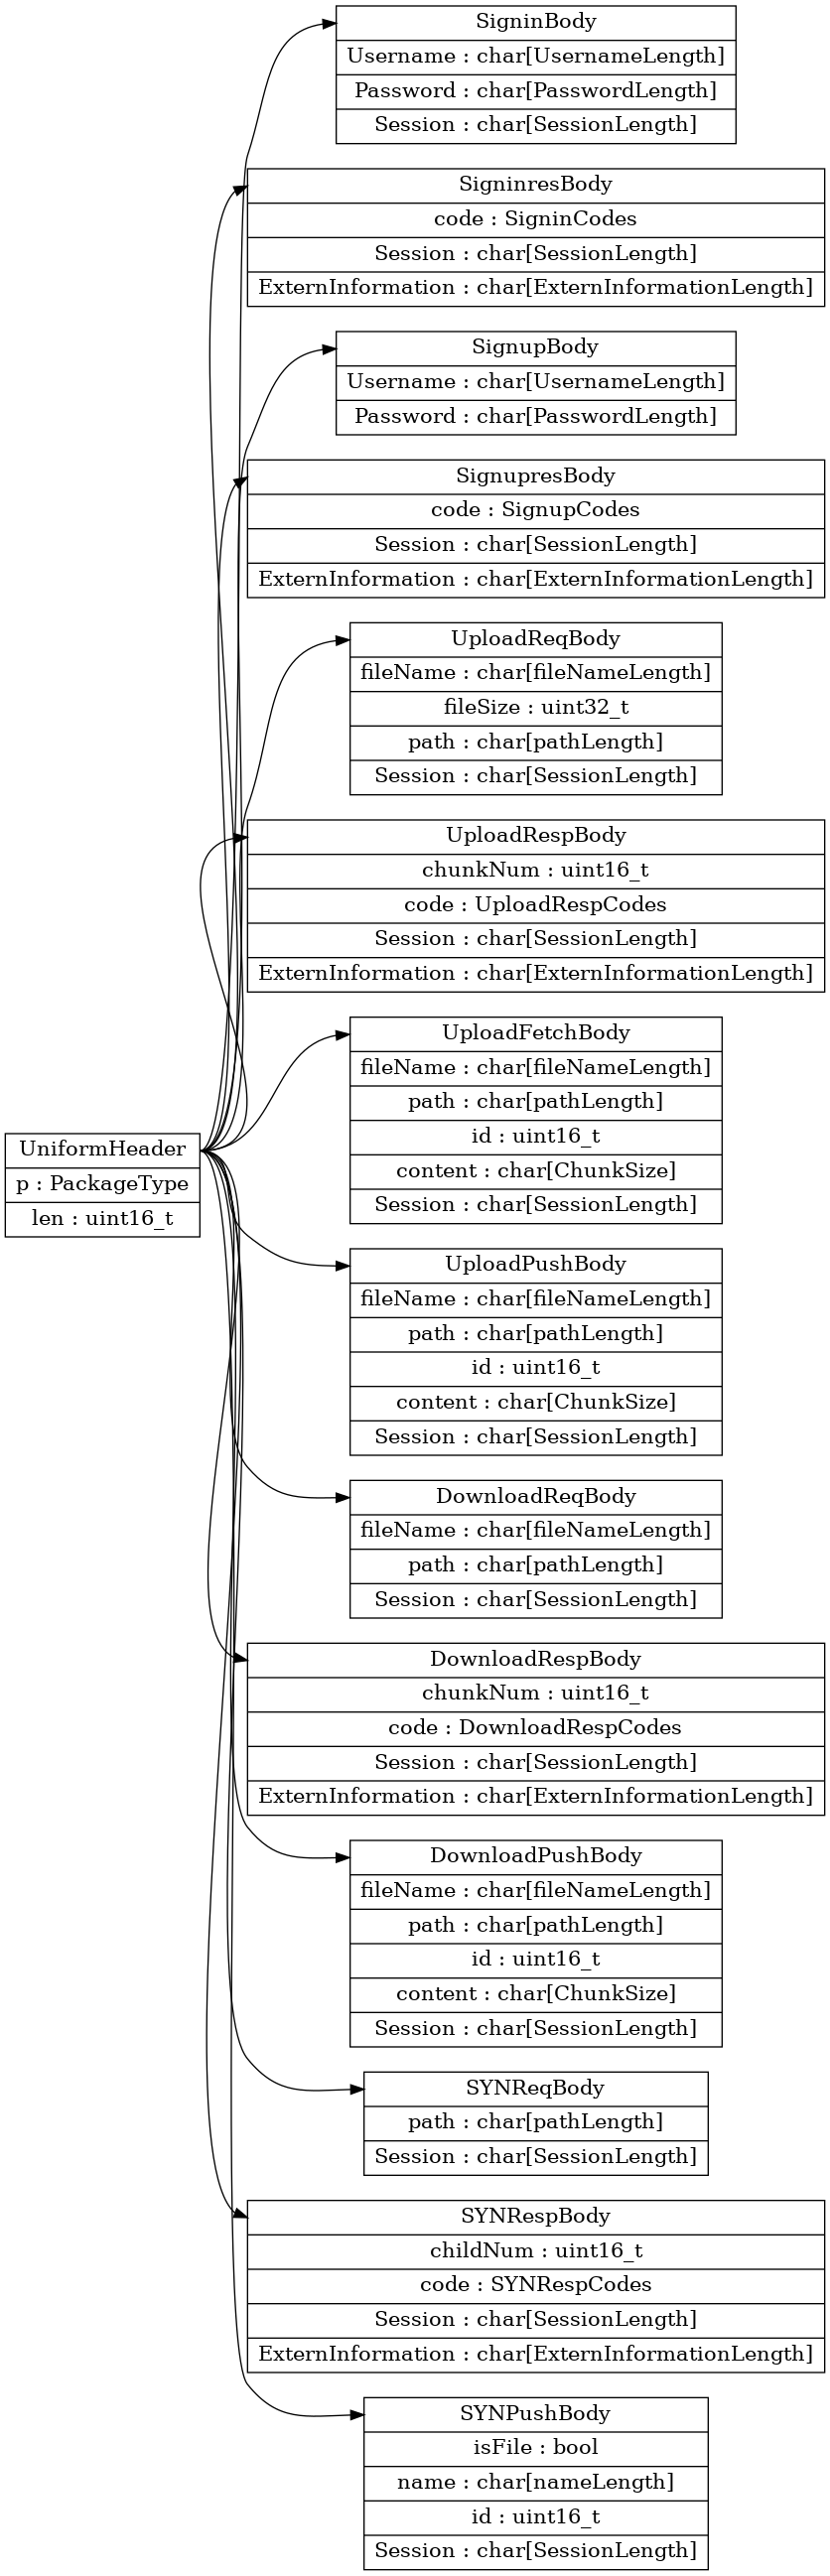 SigninBody
Username : char[UsernameLength]
Password : char[PasswordLength]
Session : char[SessionLength]
SigninresBody
code : SigninCodes
Session : char[SessionLength]
ExternInformation : char[ExternInformationLength]
SignupBody
Username : char[UsernameLength]
Password : char[PasswordLength]
SignupresBody
code : SignupCodes
Session : char[SessionLength]
ExternInformation : char[ExternInformationLength]
UploadReqBody
fileName : char[fileNameLength]
fileSize : uint32_t
path : char[pathLength]
Session : char[SessionLength]
UploadRespBody
chunkNum : uint16_t
code : UploadRespCodes
Session : char[SessionLength]
ExternInformation : char[ExternInformationLength]
UploadFetchBody
fileName : char[fileNameLength]
path : char[pathLength]
id : uint16_t
content : char[ChunkSize]
Session : char[SessionLength]
UniformHeader
p : PackageType
len : uint16_t
UploadPushBody
fileName : char[fileNameLength]
path : char[pathLength]
id : uint16_t
content : char[ChunkSize]
Session : char[SessionLength]
DownloadReqBody
fileName : char[fileNameLength]
path : char[pathLength]
Session : char[SessionLength]
DownloadRespBody
chunkNum : uint16_t
code : DownloadRespCodes
Session : char[SessionLength]
ExternInformation : char[ExternInformationLength]
DownloadPushBody
fileName : char[fileNameLength]
path : char[pathLength]
id : uint16_t
content : char[ChunkSize]
Session : char[SessionLength]
SYNReqBody
path : char[pathLength]
Session : char[SessionLength]
SYNRespBody
childNum : uint16_t
code : SYNRespCodes
Session : char[SessionLength]
ExternInformation : char[ExternInformationLength]
SYNPushBody
isFile : bool
name : char[nameLength]
id : uint16_t
Session : char[SessionLength]